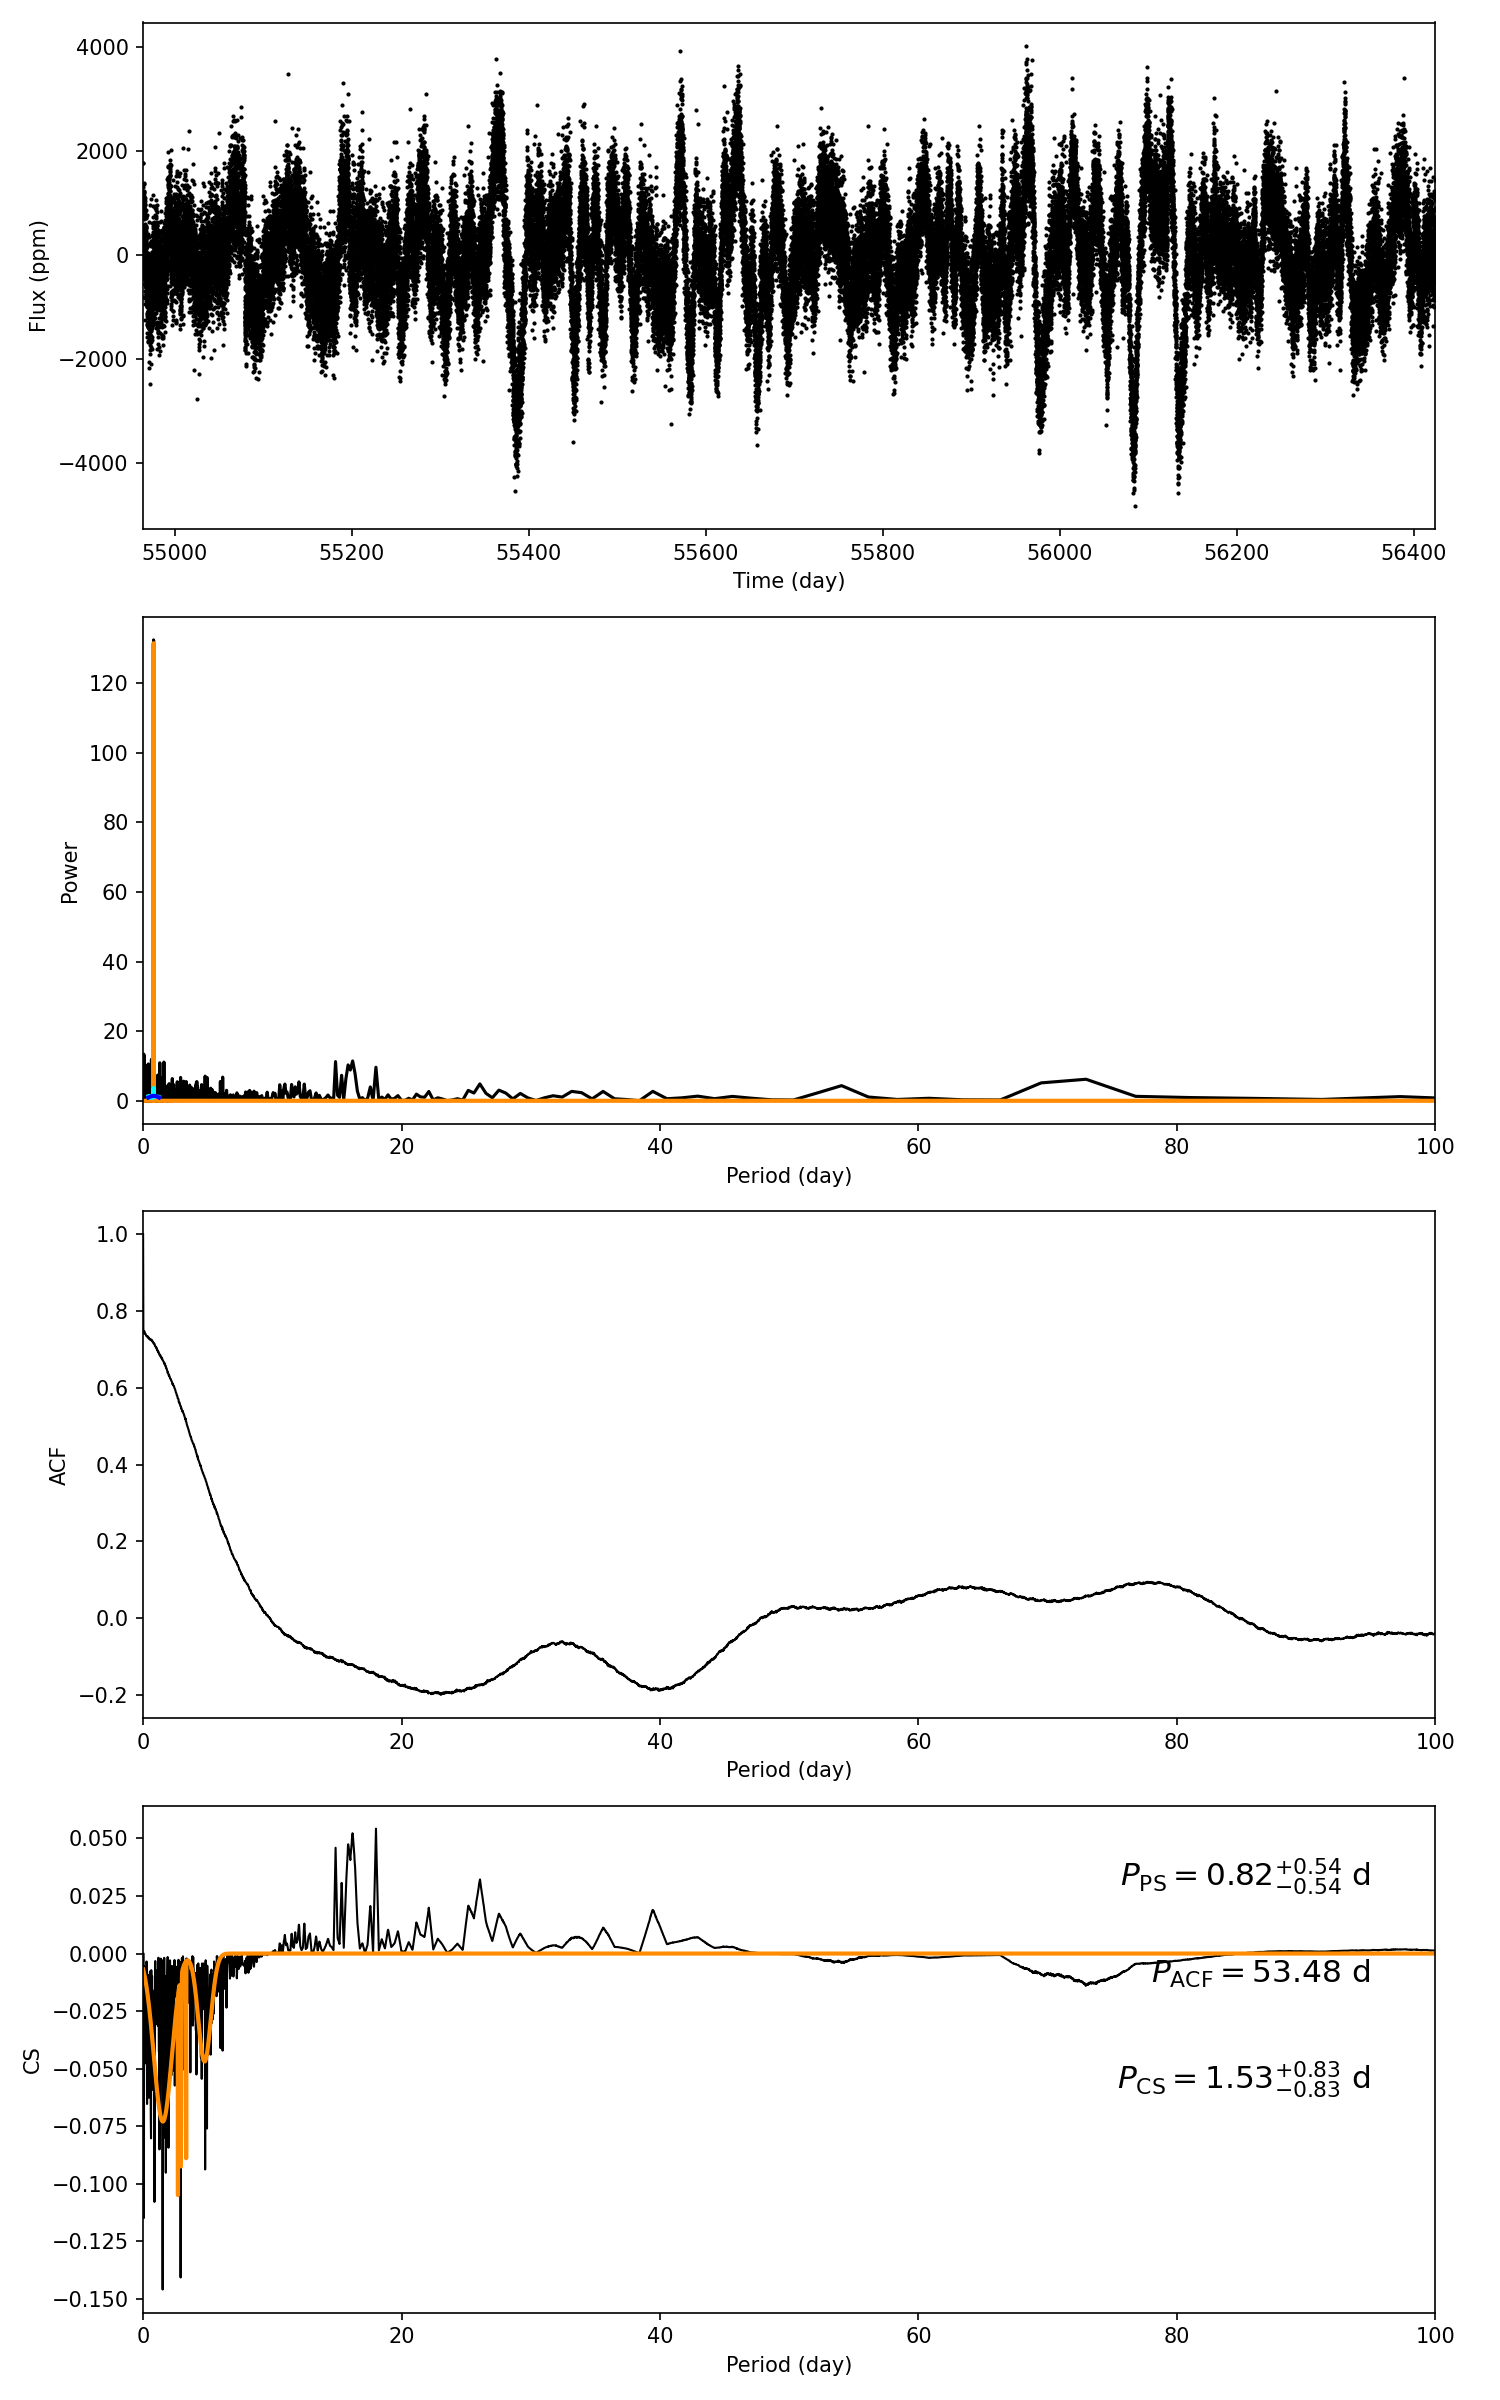 4000
2000
0
−2000
−4000
Flux (ppm)
55000 55200 55400 55600 55800 56000 56200 56400
Time (day)
120
100
80
60
40
20
0
Power
0 20 40 60 80 100
Period (day)
1.0
0.8
0.6
0.4
0.2
0.0
−0.2
ACF
0 20 40 60 80 100
Period (day)
0.050
0.025
0.000
−0.025
−0.050
−0.075
−0.100
−0.125
−0.150
CS
P_PS = 0.82^{+0.54}_{−0.54} d
P_ACF = 53.48 d
P_CS = 1.53^{+0.83}_{−0.83} d
0 20 40 60 80 100
Period (day)